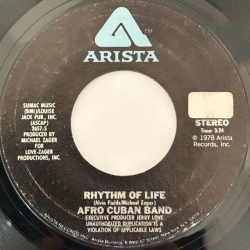 ARISTA
™
SUMAC MUSIC
(BMI)/LOUISE
JACK PUB., INC.
(ASCAP)
7657-S
PRODUCED BY
MICHAEL ZAGER
FOR
LOVE-ZAGER
PRODUCTIONS, INC.
STEREO
Time: 3:24
℗ 1978 Arista
Records, Inc.
RHYTHM OF LIFE
(Alvin Fields/Michael Zager)
AFRO CUBAN BAND
EXECUTIVE PRODUCER JERRY LOVE
UNAUTHORIZED DUPLICATION IS A
VIOLATION OF APPLICABLE LAWS